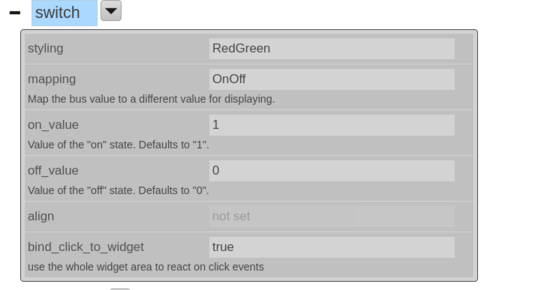 switch
styling RedGreen
mapping OnOff
Map the bus value to a different value for displaying.
on_value 1
Value of the "on" state. Defaults to "1".
off_value 0
Value of the "off" state. Defaults to "0".
align not set
bind_click_to_widget true
use the whole widget area to react on click events